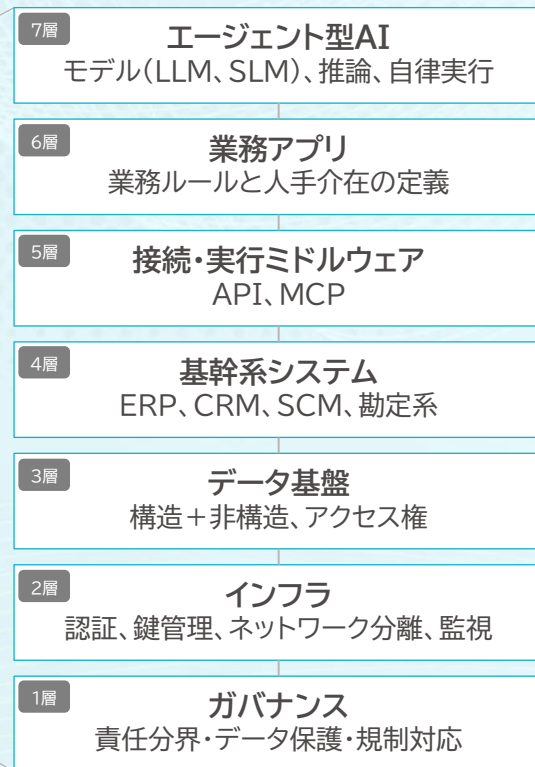 7層
エージェント型AI
モデル(LLM、SLM)、推論、自律実行
6層
業務アプリ
業務ルールと人手介在の定義
5層
接続・実行ミドルウェア
API、MCP
4層
基幹系システム
ERP、CRM、SCM、勘定系
3層
データ基盤
構造＋非構造、アクセス権
2層
インフラ
認証、鍵管理、ネットワーク分離、監視
1層
ガバナンス
責任分界・データ保護・規制対応